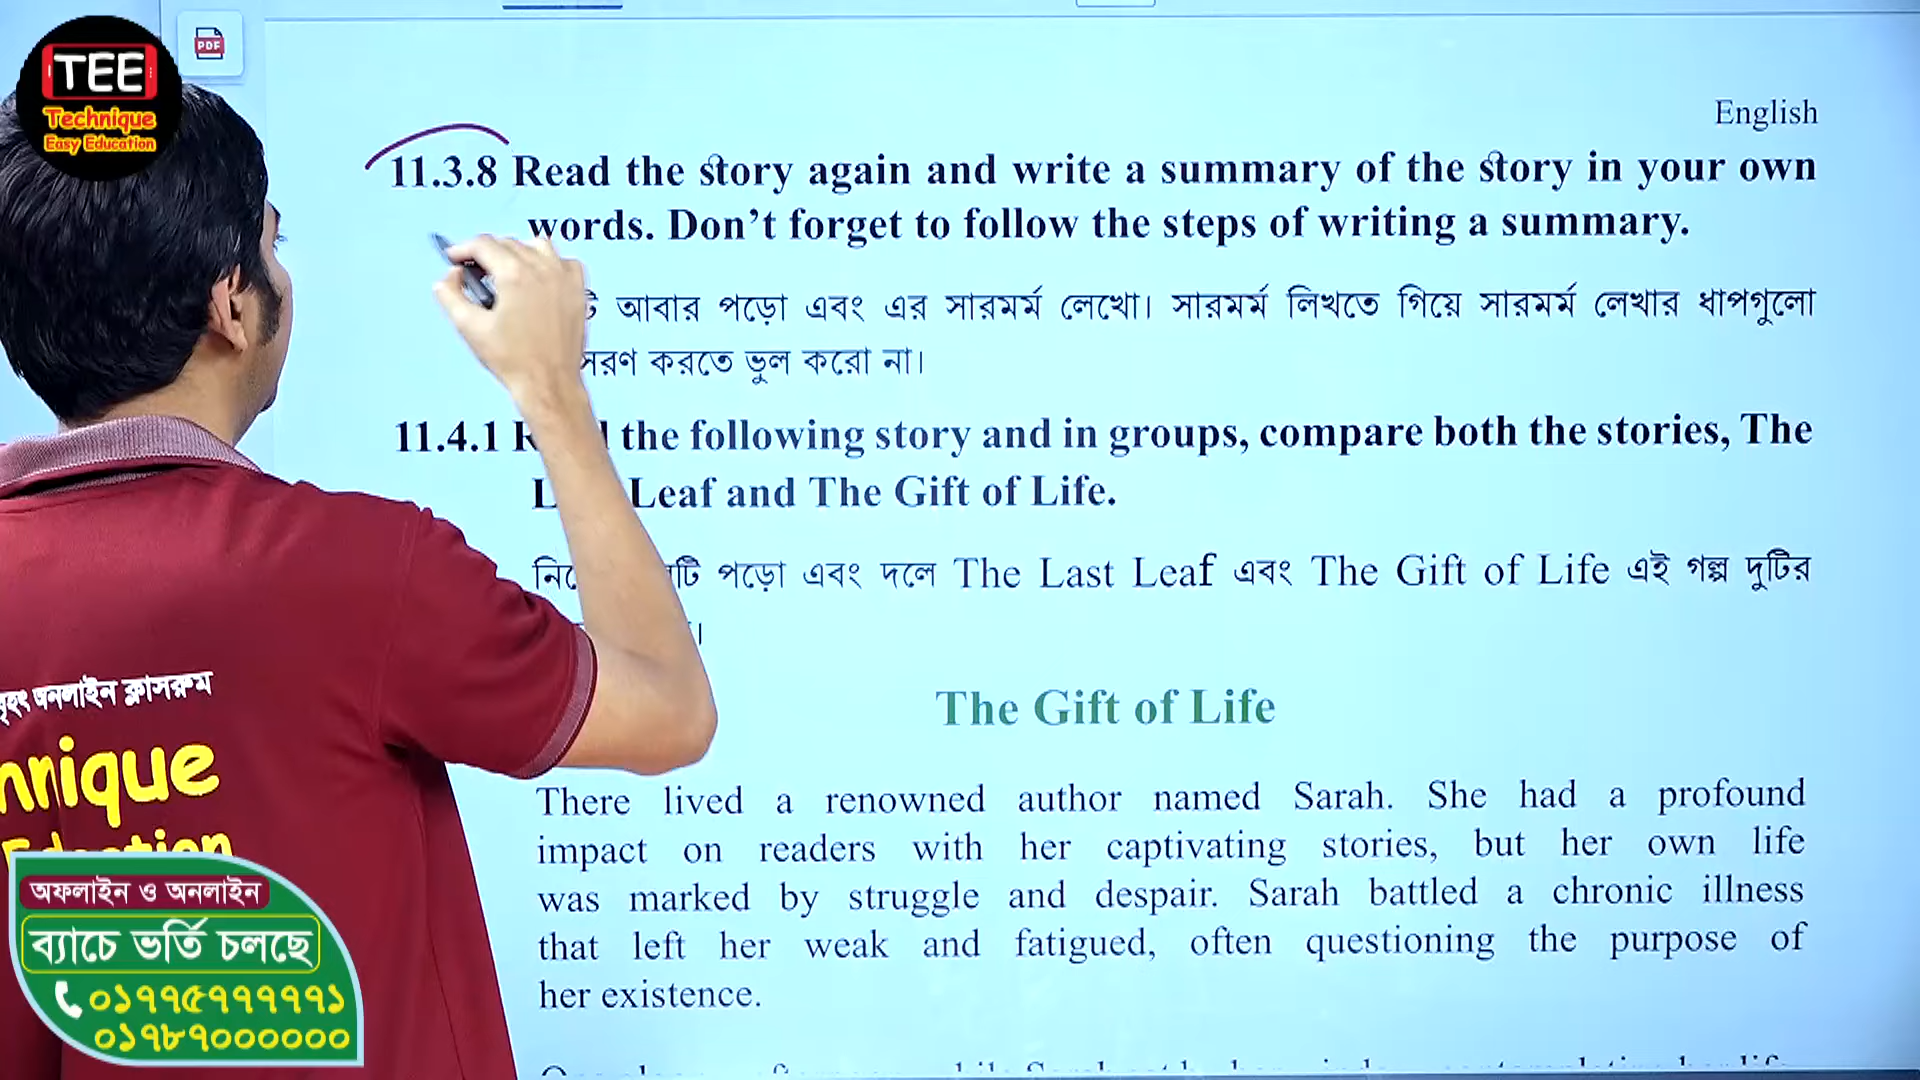 TEE
Technique
Easy Education
PDF
English
11.3.8 Read the story again and write a summary of the story in your own
words. Don't forget to follow the steps of writing a summary.
আবার পড়ো এবং এর সারমর্ম লেখো। সারমর্ম লিখতে গিয়ে সারমর্ম লেখার ধাপগুলো
করতে ভুল করো না।
11.4.1 the following story and in groups, compare both the stories, The
Leaf and The Gift of Life.
পড়ো এবং দলে The Last Leaf এবং The Gift of Life এই গল্প দুটির
The Gift of Life
There lived a renowned author named Sarah. She had a profound
impact on readers with her captivating stories, but her own life
was marked by struggle and despair. Sarah battled a chronic illness
that left her weak and fatigued, often questioning the purpose of
her existence.
অনলাইন ক্লাসরুম
অফলাইন ও অনলাইন
ব্যাচে ভর্তি চলছে
০১৭৭৫৭৭৭৭৭১
০১৭৮৭০০০০০০